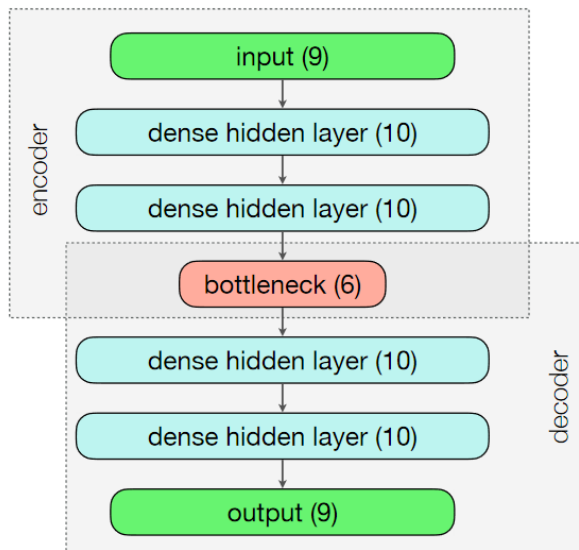 input (9)
encoder
dense hidden layer (10)
dense hidden layer (10)
bottleneck (6)
dense hidden layer (10)
decoder
dense hidden layer (10)
output (9)